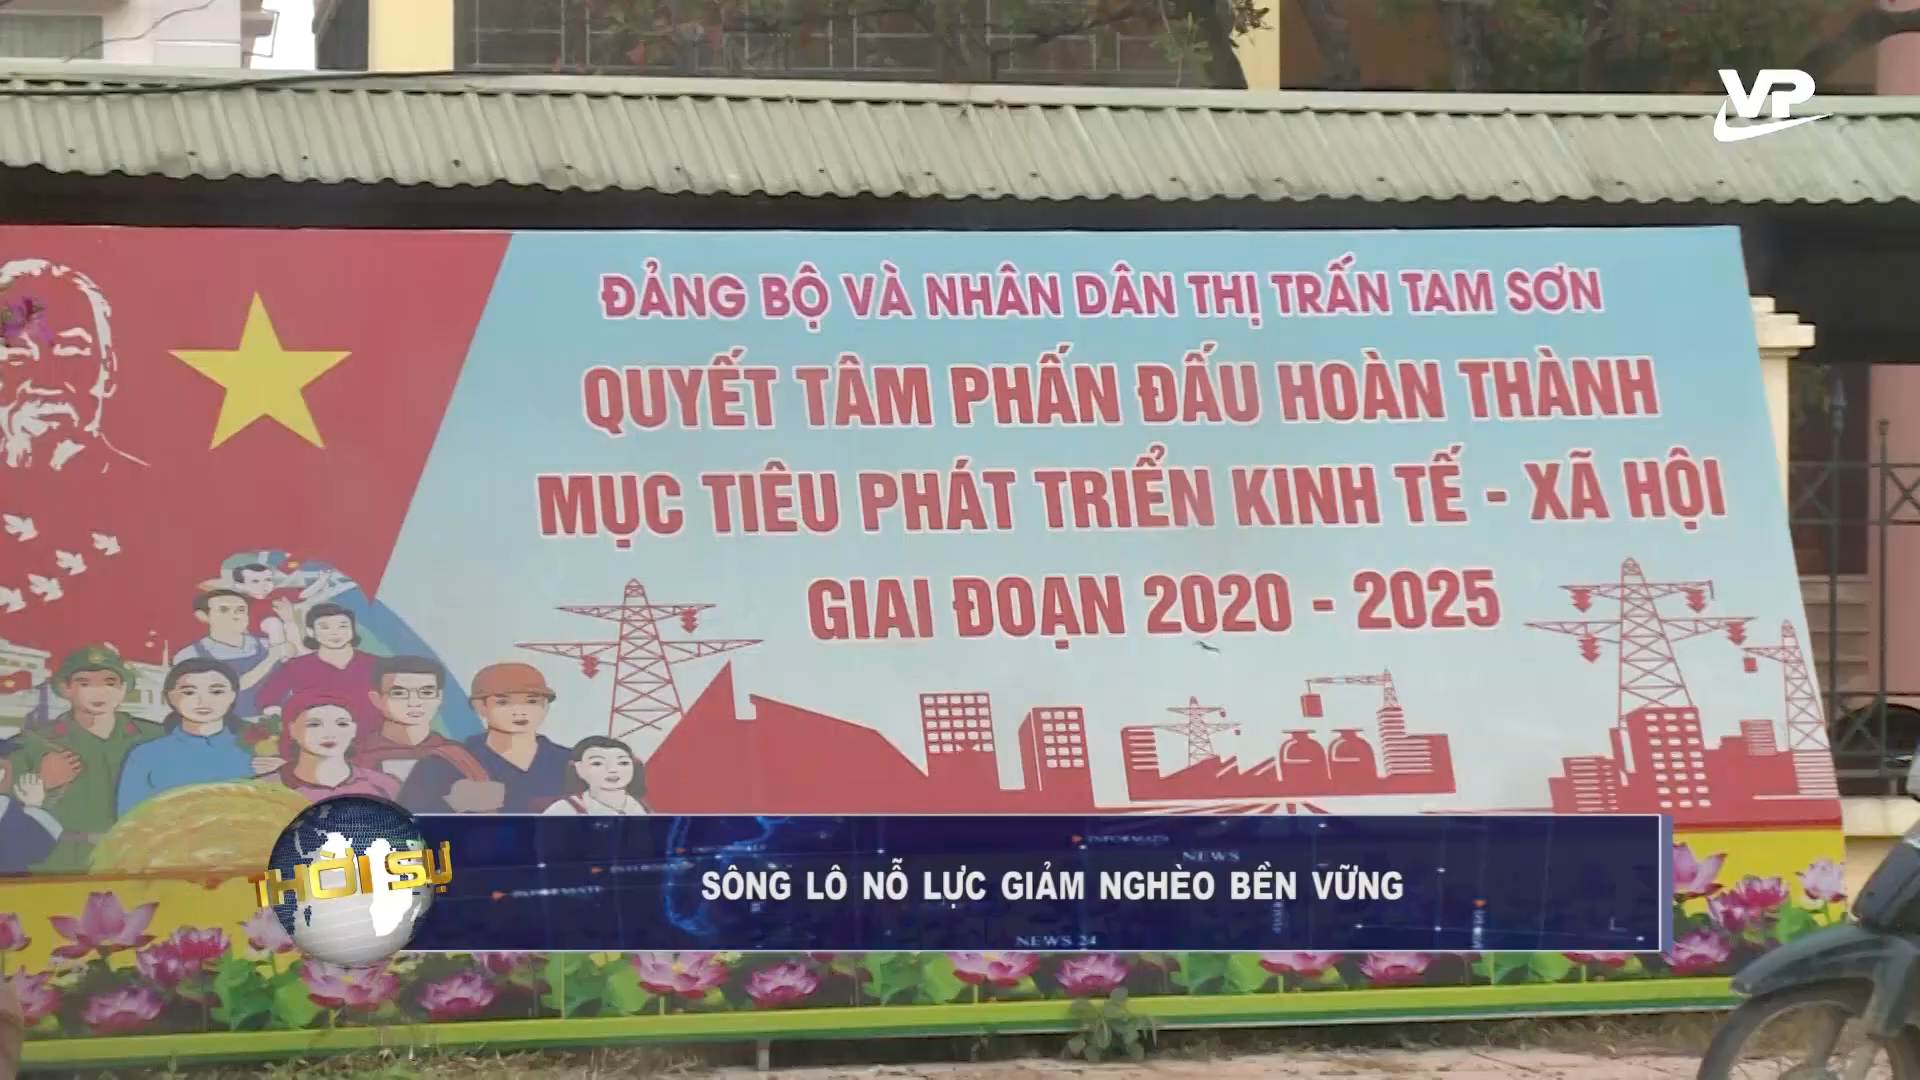 VP
ĐẢNG BỘ VÀ NHÂN DÂN THỊ TRẤN TAM SƠN
QUYẾT TÂM PHẤN ĐẤU HOÀN THÀNH
MỤC TIÊU PHÁT TRIỂN KINH TẾ - XÃ HỘI
GIAI ĐOẠN 2020 - 2025
THỜI SỰ
INFORMATE
NEWS
INFORMATE
SÔNG LÔ NỖ LỰC GIẢM NGHÈO BỀN VỮNG
NEWS 24